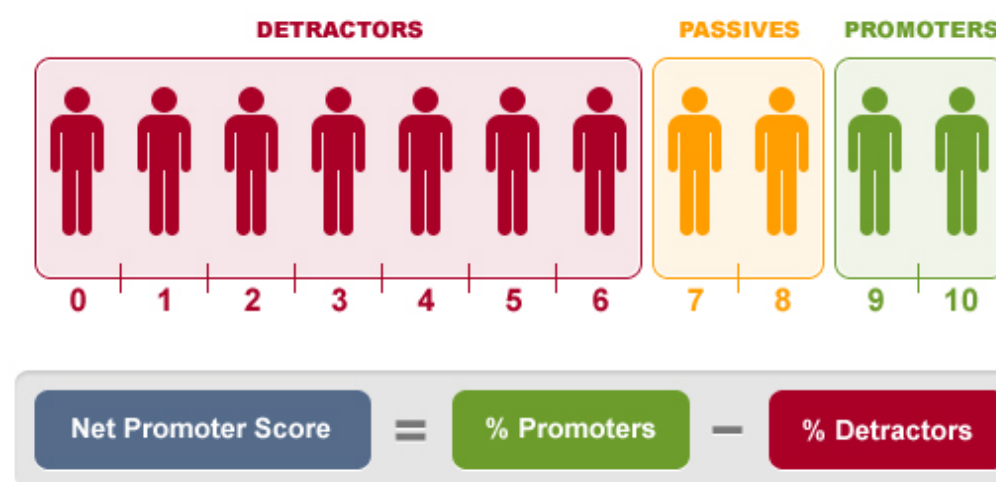 DETRACTORS PASSIVES PROMOTERS
0 1 2 3 4 5 6 7 8 9 10
Net Promoter Score = % Promoters − % Detractors